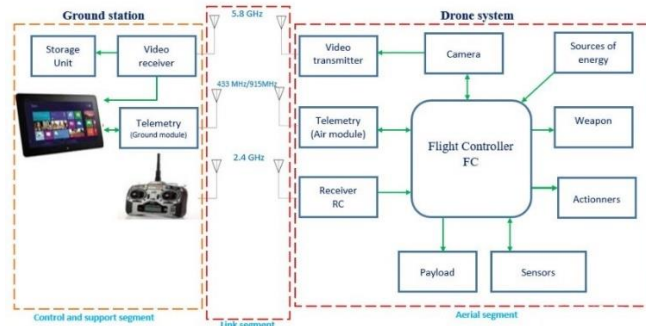 Ground station
Drone system
5.8 GHz
Storage
Unit
Video
receiver
Video
transmitter
Camera
Sources of
energy
433 MHz/915MHz
Telemetry
(Ground module)
Telemetry
(Air module)
Flight Controller
FC
Weapon
2.4 GHz
Receiver
RC
Actionners
Payload
Sensors
Control and support segment
Link segment
Aerial segment